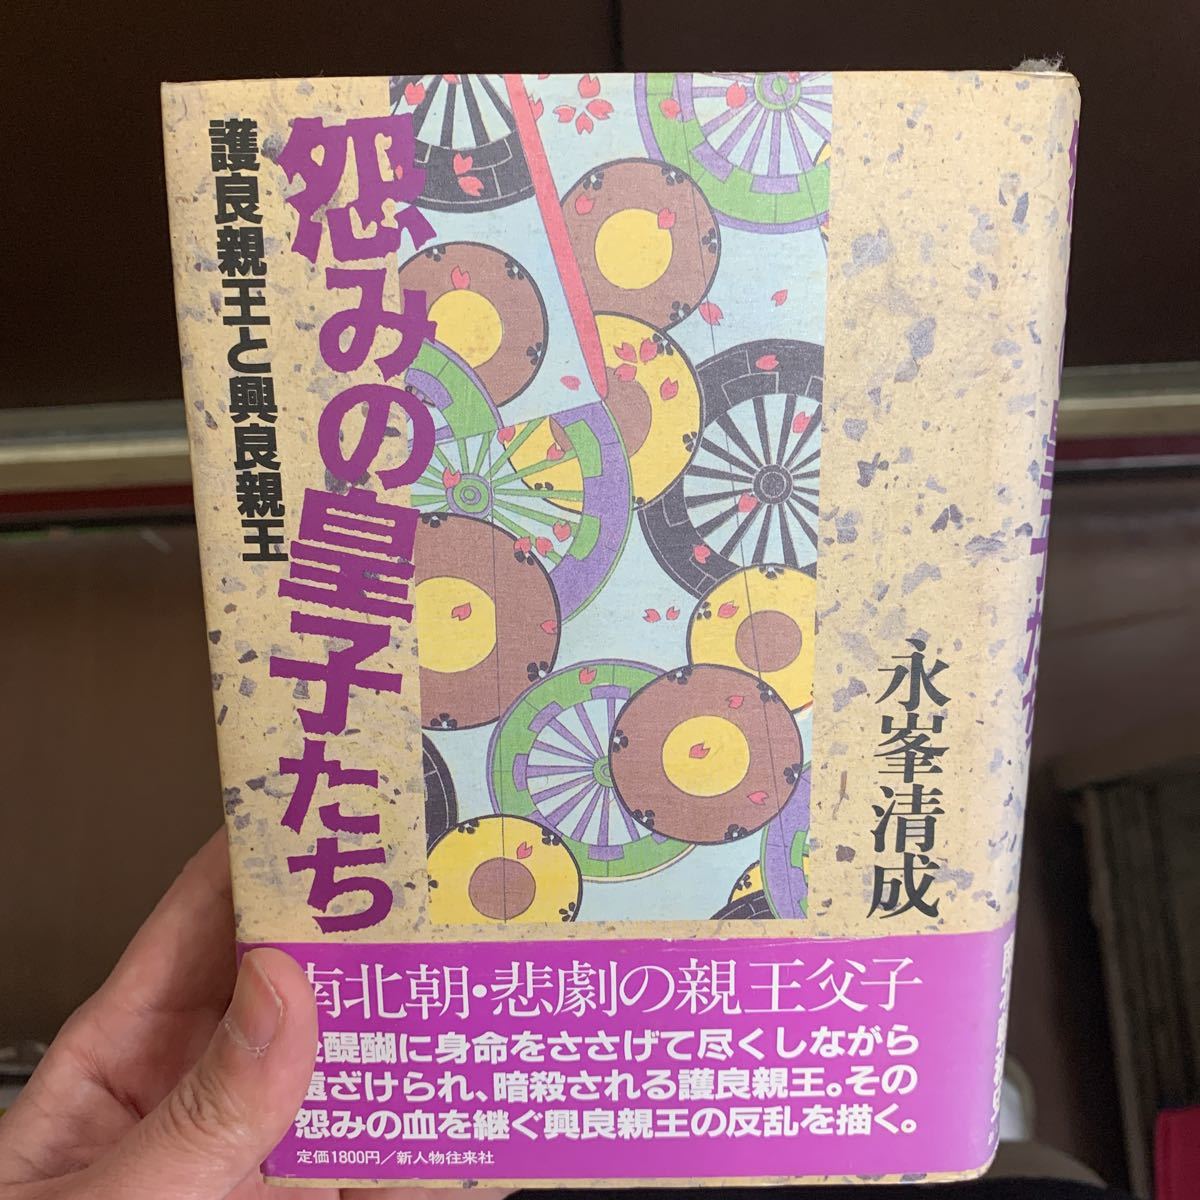 怨みの皇子たち
護良親王と興良親王
永峯清成
南北朝・悲劇の親王父子
醍醐に身命をささげて尽くしながら
遠ざけられ、暗殺される護良親王。その
怨みの血を継ぐ興良親王の反乱を描く。
定価1800円／新人物往来社